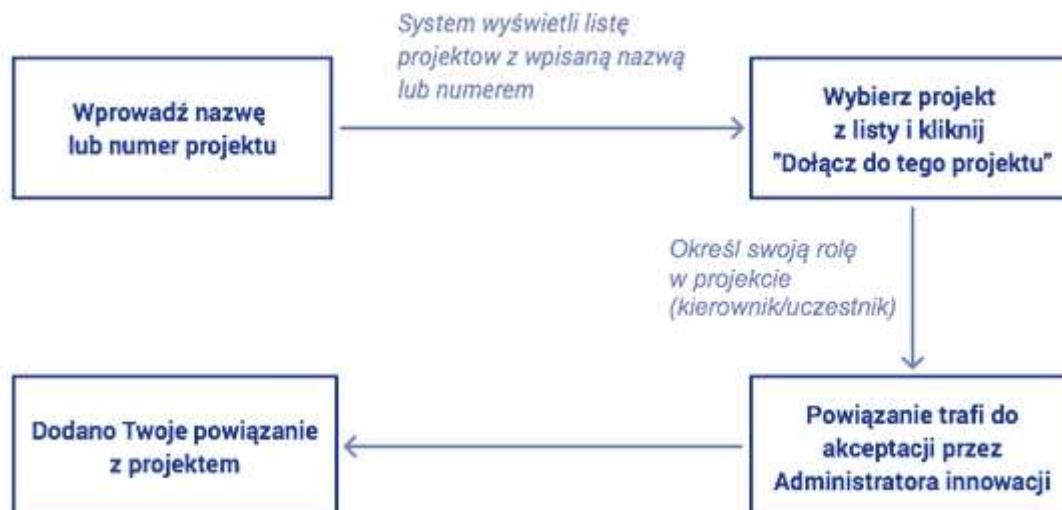 System wyświetli listę
projektow z wpisaną nazwą
lub numerem
Wprowadź nazwę
lub numer projektu
Wybierz projekt
z listy i kliknij
"Dołącz do tego projektu"
Określ swoją rolę
w projekcie
(kierownik/uczestnik)
Powiązanie trafi do
akceptacji przez
Administratora innowacji
Dodano Twoje powiązanie
z projektem